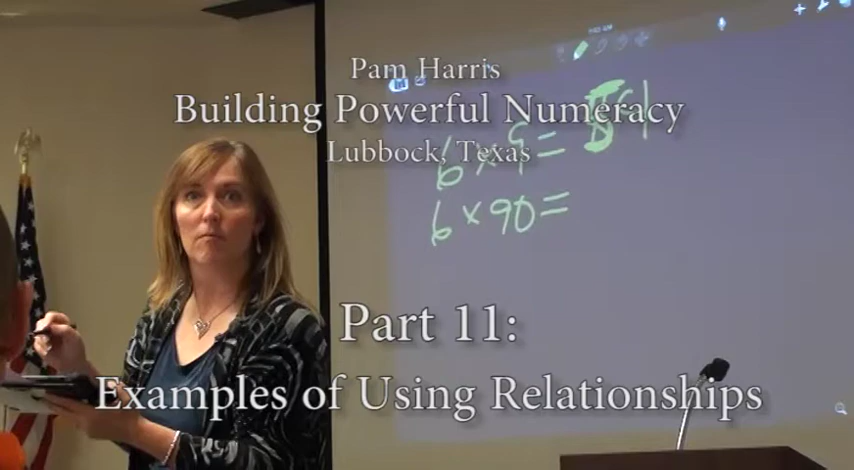 Pam Harris
Building Powerful Numeracy
Lubbock, Texas
6 x 9 =
6 x 90 =
Part 11:
Examples of Using Relationships